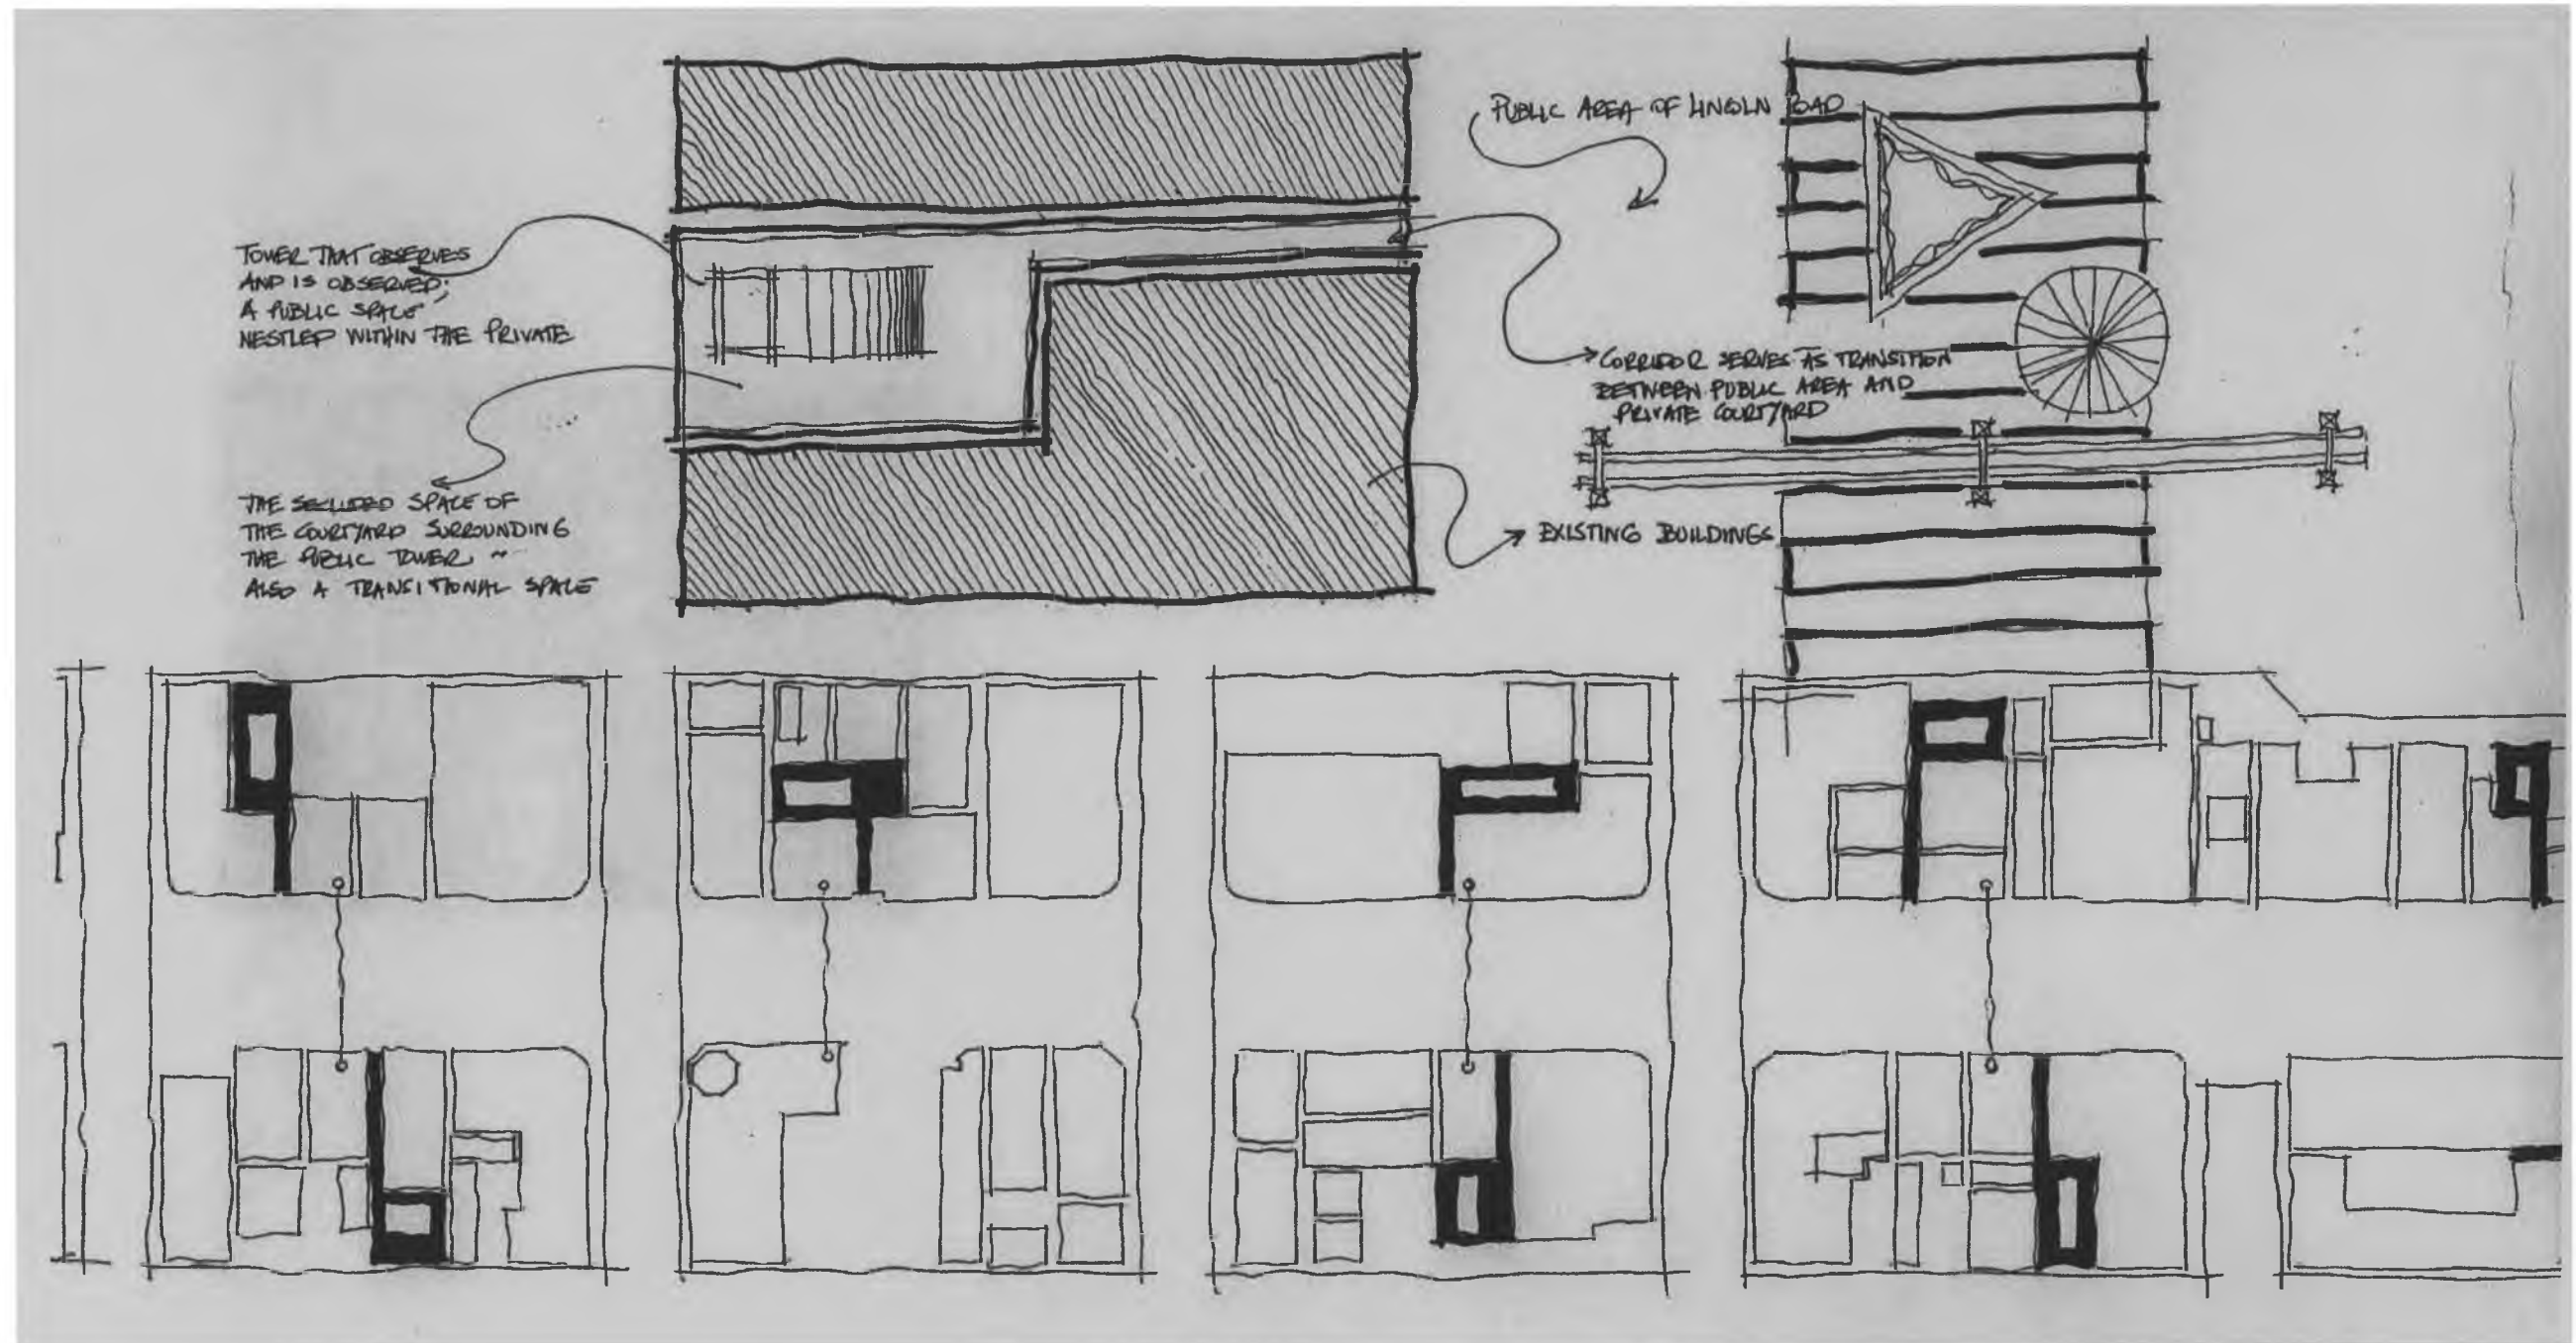 PUBLIC AREA OF LINCOLN ROAD
TOWER THAT OBSERVES
AND IS OBSERVED;
A PUBLIC SPACE
NESTLED WITHIN THE PRIVATE
CORRIDOR SERVES AS TRANSITION
BETWEEN PUBLIC AREA AND
PRIVATE COURTYARD
THE SECLUDED SPACE OF
THE COURTYARD SURROUNDING
THE PUBLIC TOWER ~
ALSO A TRANSITIONAL SPACE
EXISTING BUILDINGS